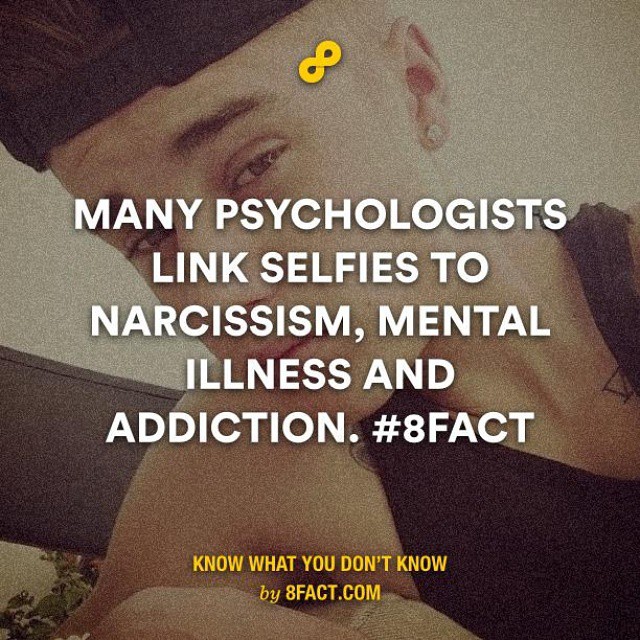 MANY PSYCHOLOGISTS
LINK SELFIES TO
NARCISSISM, MENTAL
ILLNESS AND
ADDICTION. #8FACT
KNOW WHAT YOU DON'T KNOW
by 8FACT.COM